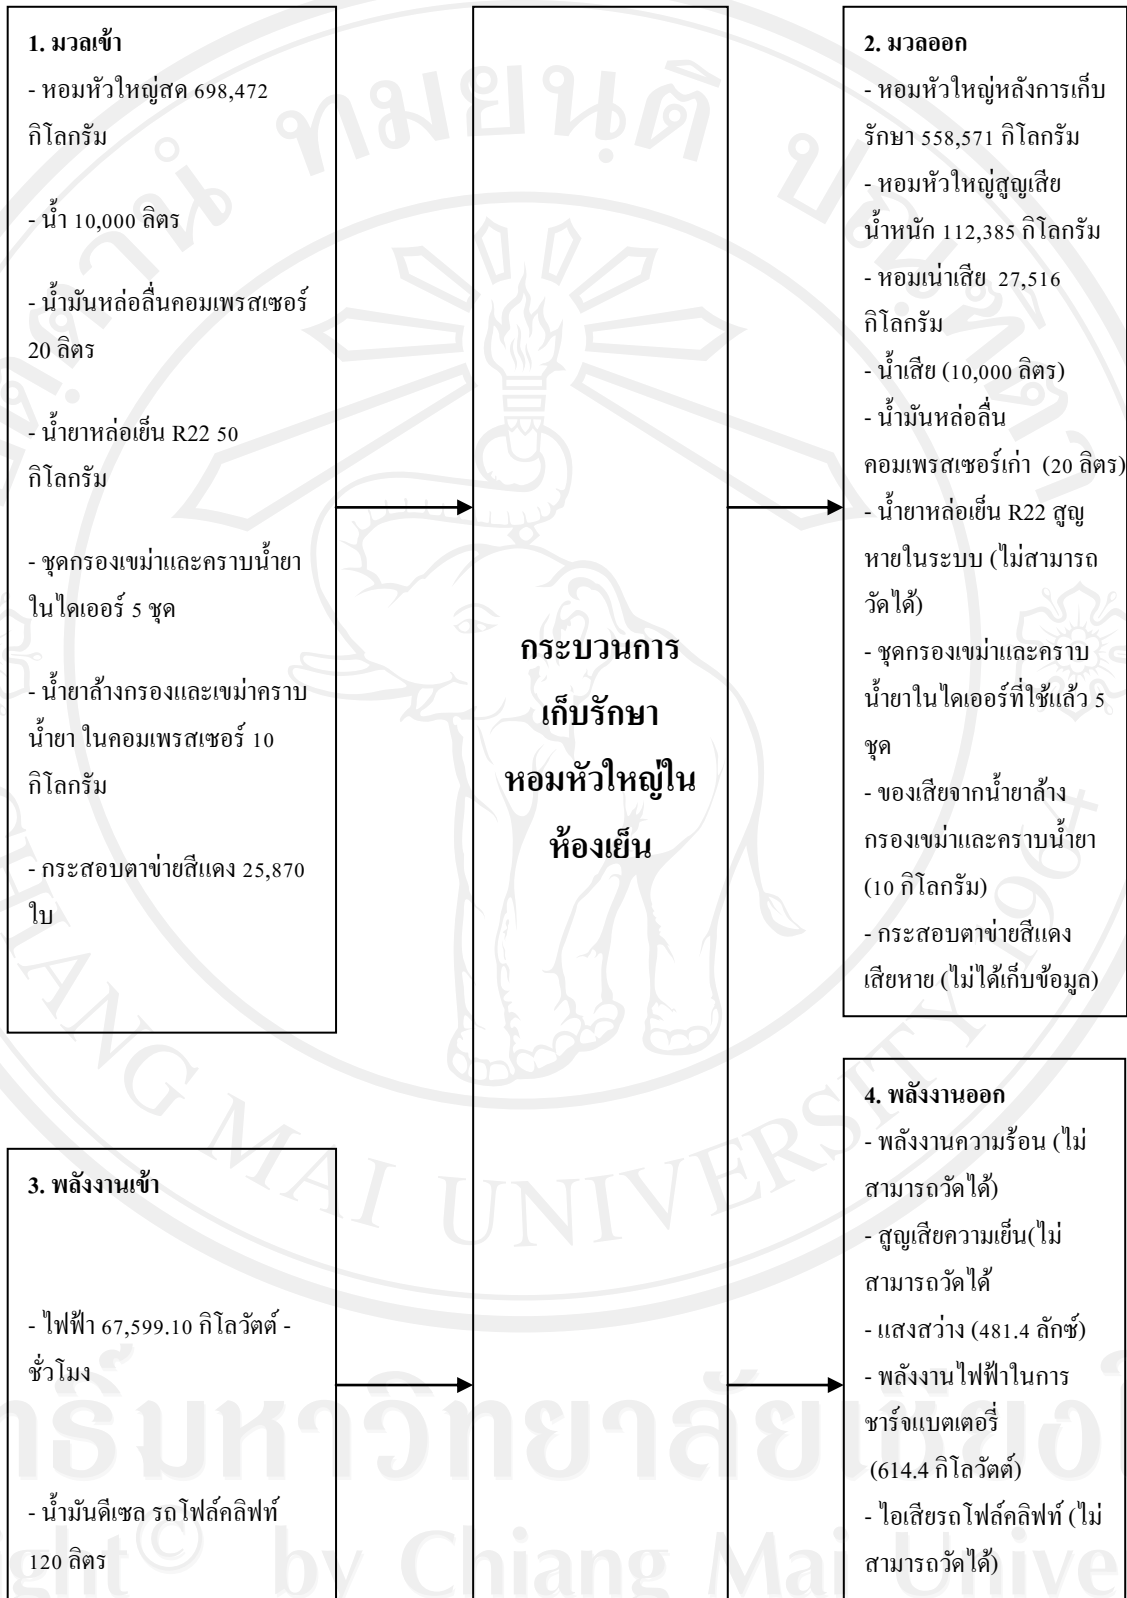 1. มวลเข้า
- หอมหัวใหญ่สด 698,472
กิโลกรัม
- น้ำ 10,000 ลิตร
- น้ำมันหล่อลื่นคอมเพรสเซอร์
20 ลิตร
- น้ำยาหล่อเย็น R22 50
กิโลกรัม
- ชุดกรองเขม่าและคราบน้ำยา
ในไดเออร์ 5 ชุด
- น้ำยาล้างกรองและเขม่าคราบ
น้ำยา ในคอมเพรสเซอร์ 10
กิโลกรัม
- กระสอบตาข่ายสีแดง 25,870
ใบ
3. พลังงานเข้า
- ไฟฟ้า 67,599.10 กิโลวัตต์ -
ชั่วโมง
- น้ำมันดีเซล รถโฟล์คลิฟท์
120 ลิตร
กระบวนการ
เก็บรักษา
หอมหัวใหญ่ใน
ห้องเย็น
2. มวลออก
- หอมหัวใหญ่หลังการเก็บ
รักษา 558,571 กิโลกรัม
- หอมหัวใหญ่สูญเสีย
น้ำหนัก 112,385 กิโลกรัม
- หอมเน่าเสีย 27,516
กิโลกรัม
- น้ำเสีย (10,000 ลิตร)
- น้ำมันหล่อลื่น
คอมเพรสเซอร์เก่า (20 ลิตร)
- น้ำยาหล่อเย็น R22 สูญ
หายในระบบ (ไม่สามารถ
วัดได้)
- ชุดกรองเขม่าและคราบ
น้ำยาในไดเออร์ที่ใช้แล้ว 5
ชุด
- ของเสียจากน้ำยาล้าง
กรองเขม่าและคราบน้ำยา
(10 กิโลกรัม)
- กระสอบตาข่ายสีแดง
เสียหาย (ไม่ได้เก็บข้อมูล)
4. พลังงานออก
- พลังงานความร้อน (ไม่
สามารถวัดได้)
- สูญเสียความเย็น(ไม่
สามารถวัดได้
- แสงสว่าง (481.4 ลักซ์)
- พลังงานไฟฟ้าในการ
ชาร์จแบตเตอรี่
(614.4 กิโลวัตต์)
- ไอเสียรถโฟล์คลิฟท์ (ไม่
สามารถวัดได้)
CHIANG MAI UNIVERSITY 1964
by Chiang Mai